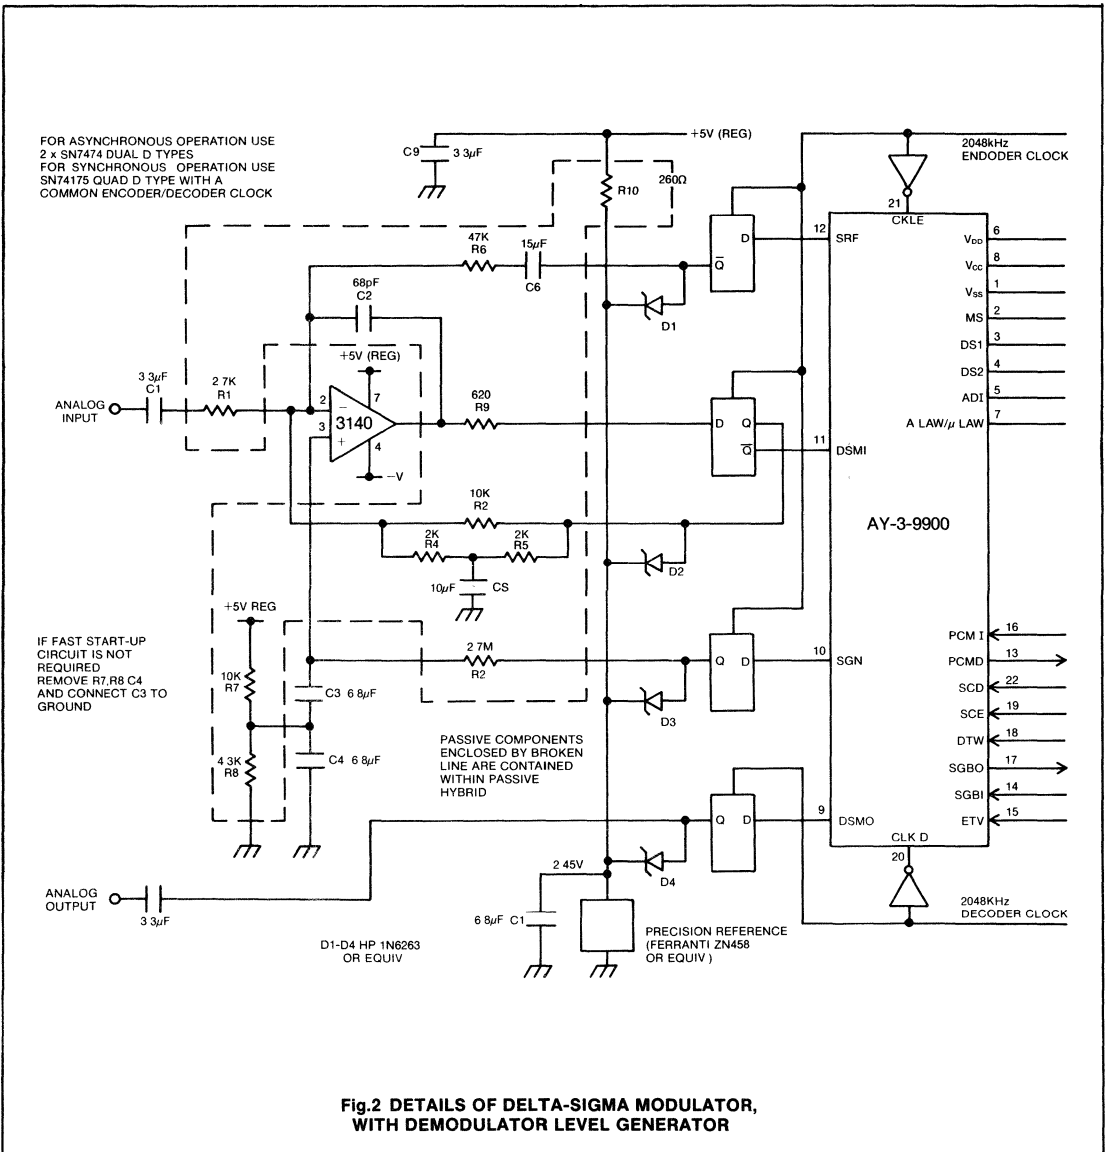 FOR ASYNCHRONOUS OPERATION USE
2 x SN7474 DUAL D TYPES
FOR SYNCHRONOUS OPERATION USE
SN74175 QUAD D TYPE WITH A
COMMON ENCODER/DECODER CLOCK
C9 3 3µF
+5V (REG)
R10
260Ω
2048kHz
ENDODER CLOCK
21
CKLE
47K
R6
15µF
C6
Q̅
D
12
SRF
68pF
C2
D1
+5V (REG)
3 3µF
C1
2 7K
R1
ANALOG
INPUT
2
−
3
+
3140
7
4
−V
620
R9
D
Q
Q̅
11
DSMI
10K
R2
2K
R4
2K
R5
10µF
CS
D2
AY-3-9900
VDD
6
VCC
8
VSS
1
MS
2
DS1
3
DS2
4
ADI
5
A LAW/µ LAW
7
+5V REG
IF FAST START-UP
CIRCUIT IS NOT
REQUIRED
REMOVE R7,R8 C4
AND CONNECT C3 TO
GROUND
10K
R7
4 3K
R8
C3 6 8µF
C4 6 8µF
2 7M
R2
Q
D
10
SGN
D3
PASSIVE COMPONENTS
ENCLOSED BY BROKEN
LINE ARE CONTAINED
WITHIN PASSIVE
HYBRID
PCM I
16
PCMD
13
SCD
22
SCE
19
DTW
18
SGBO
17
SGBI
14
ETV
15
Q
D
9
DSMO
CLK D
20
D4
2 45V
ANALOG
OUTPUT
3 3µF
6 8µF C1
2048KHz
DECODER CLOCK
PRECISION REFERENCE
(FERRANTI ZN458
OR EQUIV )
D1-D4 HP 1N6263
OR EQUIV
Fig.2 DETAILS OF DELTA-SIGMA MODULATOR,
WITH DEMODULATOR LEVEL GENERATOR